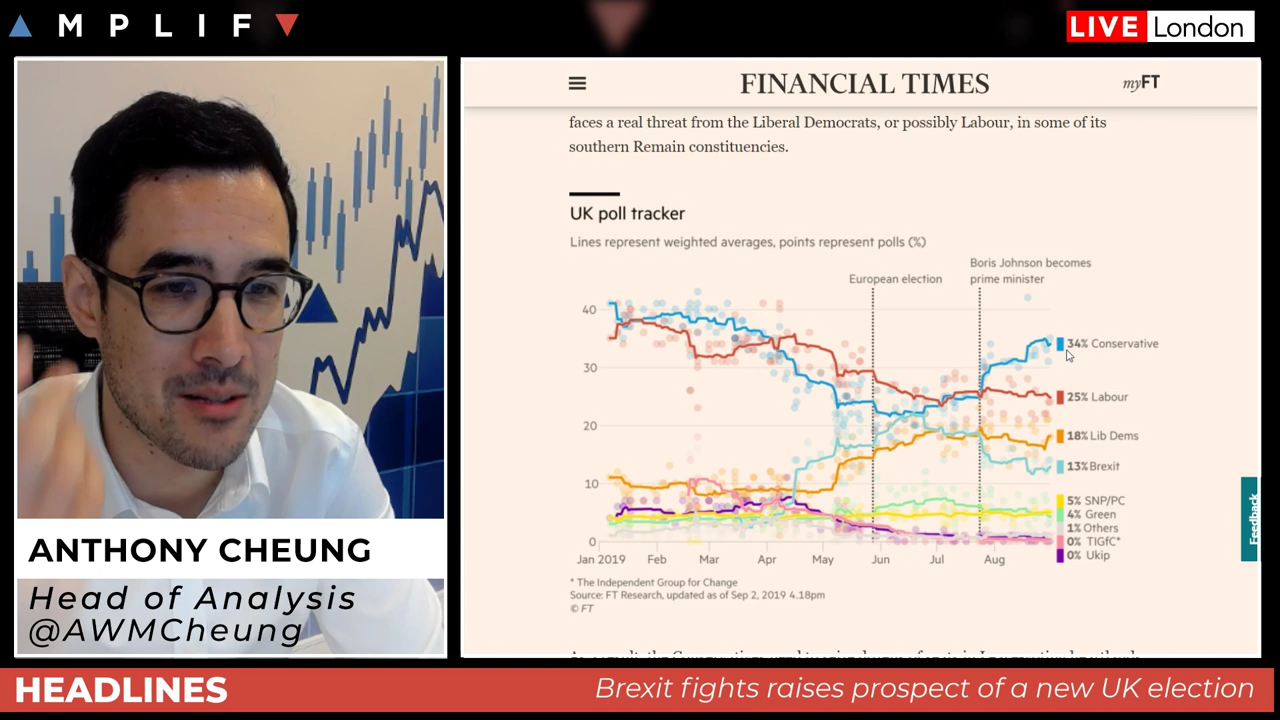 AMPLIFY
LIVE London
FINANCIAL TIMES
myFT
faces a real threat from the Liberal Democrats, or possibly Labour, in some of its
southern Remain constituencies.
UK poll tracker
Lines represent weighted averages, points represent polls (%)
European election
Boris Johnson becomes
prime minister
40
30
20
10
0
34% Conservative
25% Labour
18% Lib Dems
13% Brexit
5% SNP/PC
4% Green
1% Others
0% TIGfC*
0% Ukip
Jan 2019 Feb Mar Apr May Jun Jul Aug
* The Independent Group for Change
Source: FT Research, updated as of Sep 2, 2019 4.18pm
© FT
Feedback
ANTHONY CHEUNG
Head of Analysis
@AWMCheung
HEADLINES
Brexit fights raises prospect of a new UK election